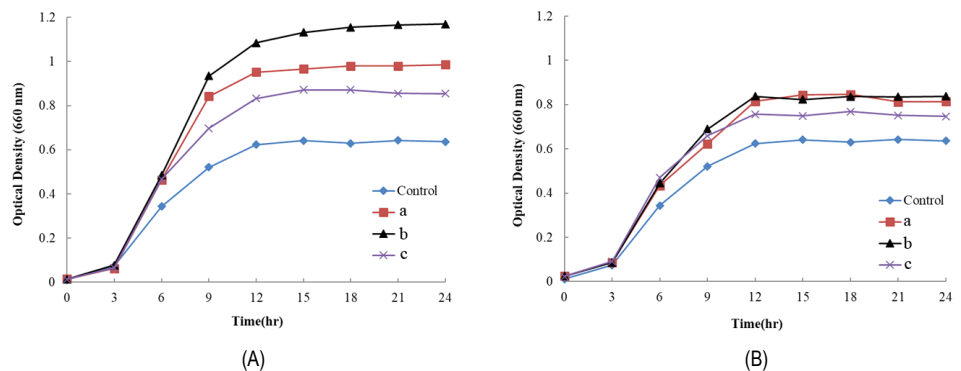 1.2
1
0.8
0.6
0.4
0.2
0
Optical Density (660 nm)
Control
a
b
c
0 3 6 9 12 15 18 21 24
Time(hr)
(A)
1.2
1
0.8
0.6
0.4
0.2
0
Optical Density (660 nm)
Control
a
b
c
0 3 6 9 12 15 18 21 24
Time(hr)
(B)